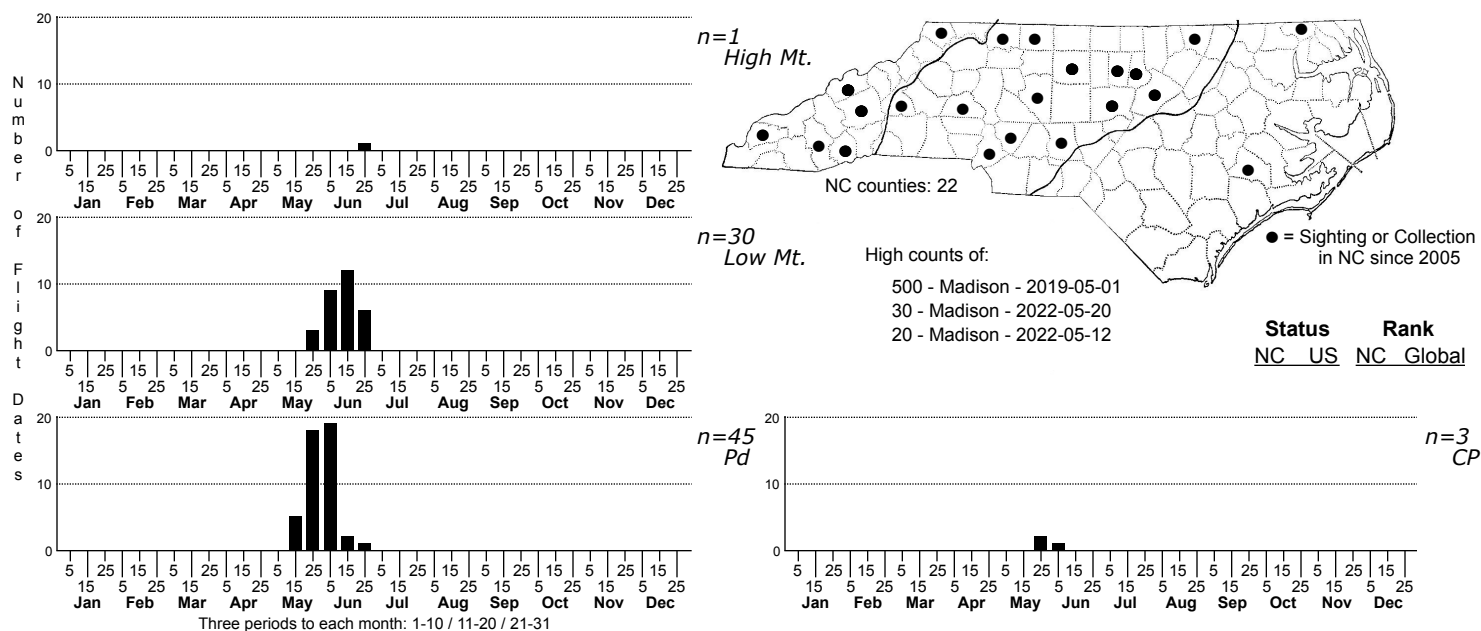 Number of Flight Dates
20
10
0
n=1
High Mt.
5 25 5 25 5 25 5 25 5 25 5 25 5 25 5 25 5 25 5 25 5 25 5 25
15 15 15 15 15 15 15 15 15 15 15 15
Jan Feb Mar Apr May Jun Jul Aug Sep Oct Nov Dec
20
10
0
n=30
Low Mt.
5 25 5 25 5 25 5 25 5 25 5 25 5 25 5 25 5 25 5 25 5 25 5 25
15 15 15 15 15 15 15 15 15 15 15 15
Jan Feb Mar Apr May Jun Jul Aug Sep Oct Nov Dec
20
10
0
n=45
Pd
5 25 5 25 5 25 5 25 5 25 5 25 5 25 5 25 5 25 5 25 5 25 5 25
15 15 15 15 15 15 15 15 15 15 15 15
Jan Feb Mar Apr May Jun Jul Aug Sep Oct Nov Dec
Three periods to each month: 1-10 / 11-20 / 21-31
NC counties: 22
● = Sighting or Collection
in NC since 2005
High counts of:
500 - Madison - 2019-05-01
30 - Madison - 2022-05-20
20 - Madison - 2022-05-12
Status Rank
NC US NC Global
20
10
0
n=3
CP
5 25 5 25 5 25 5 25 5 25 5 25 5 25 5 25 5 25 5 25 5 25 5 25
15 15 15 15 15 15 15 15 15 15 15 15
Jan Feb Mar Apr May Jun Jul Aug Sep Oct Nov Dec